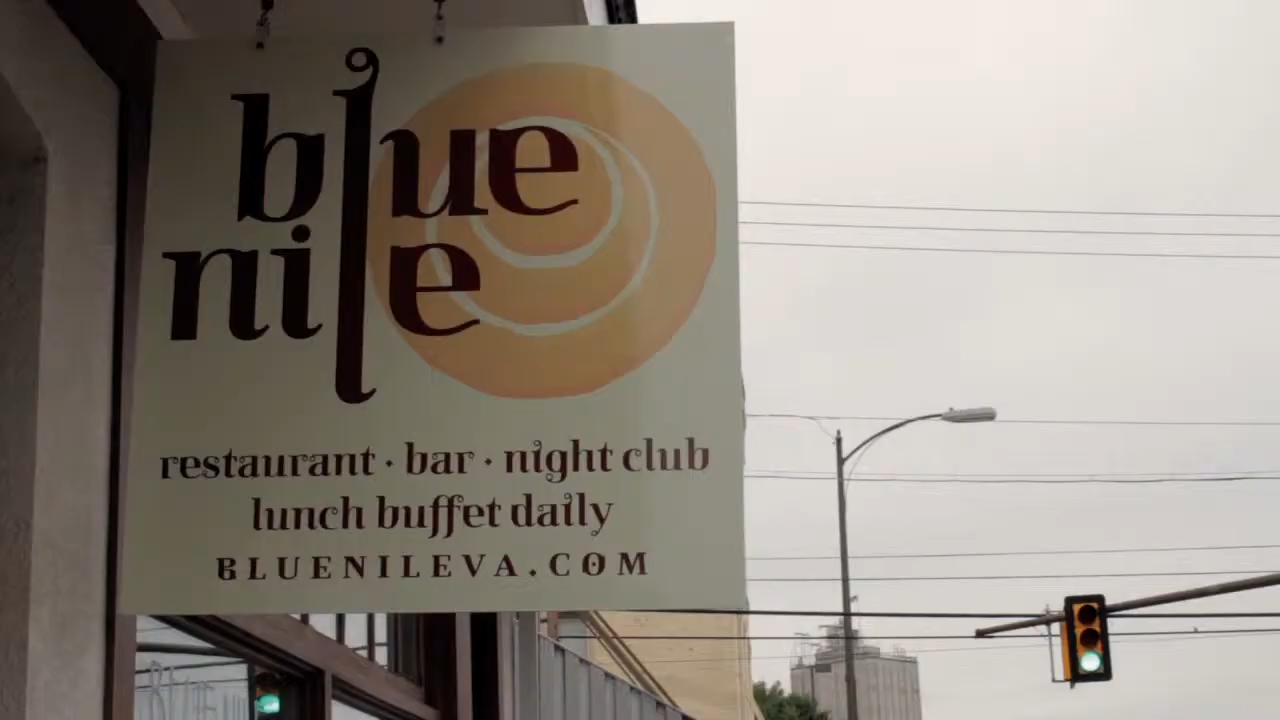 blue
nile
restaurant · bar · night club
lunch buffet daily
BLUENILEVA.COM